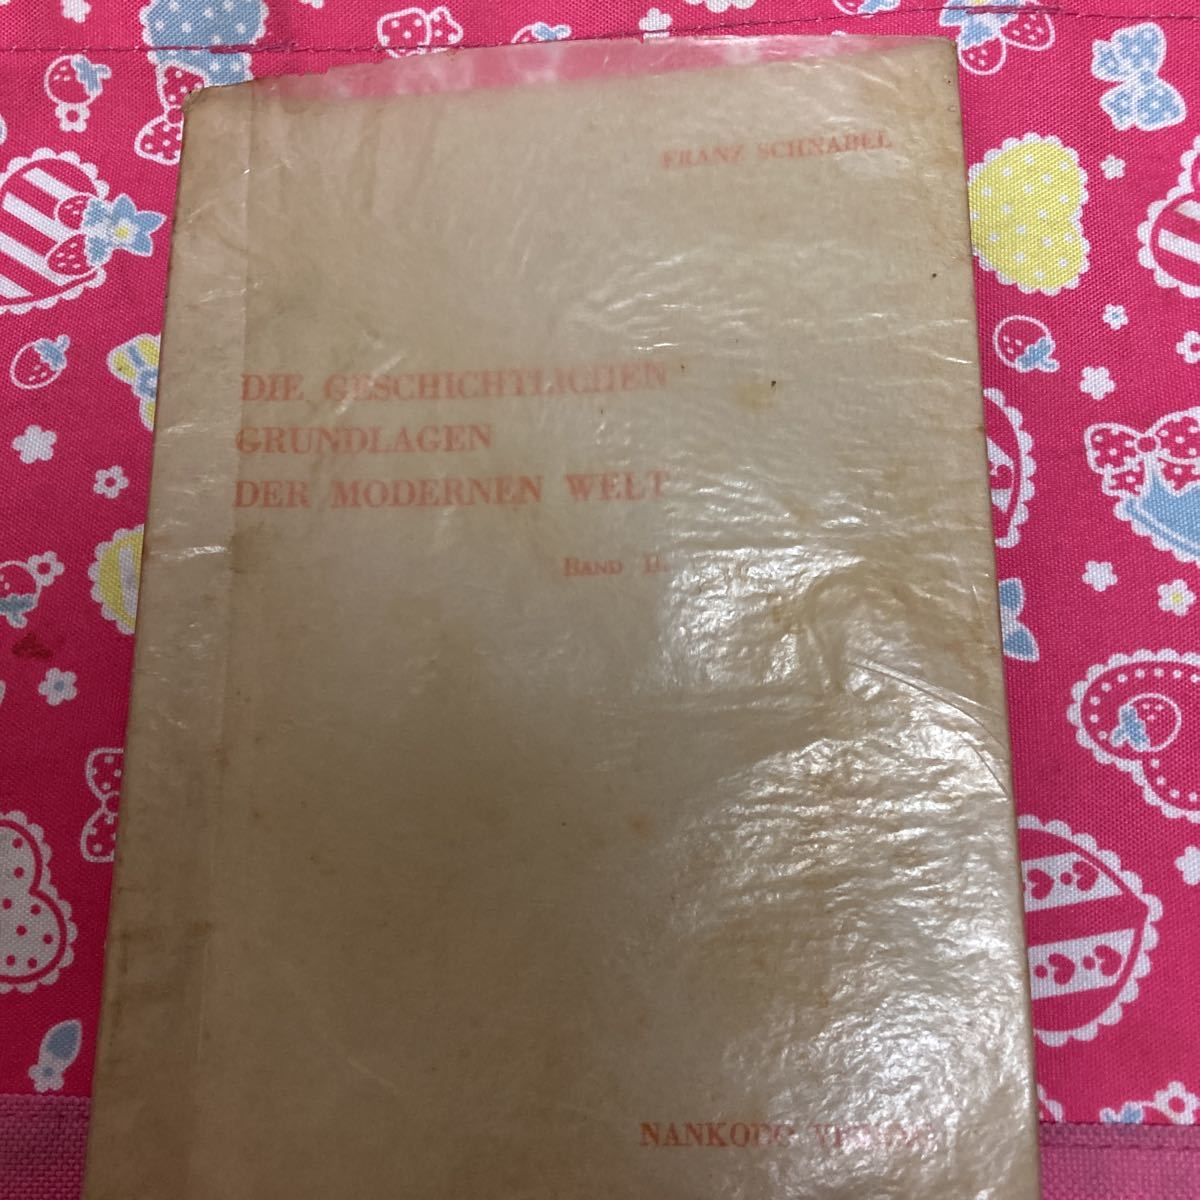 FRANZ SCHNABEL
DIE GESCHICHTLICHEN
GRUNDLAGEN
DER MODERNEN WELT
BAND II.
NANKODO VERLAG